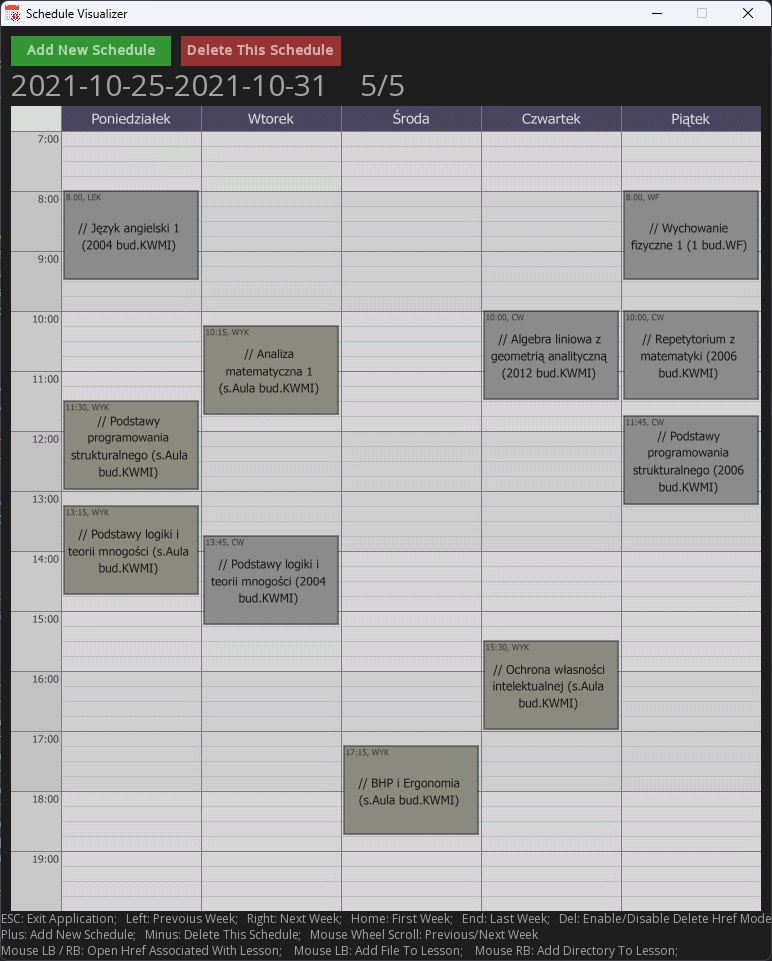 Schedule Visualizer
Add New Schedule Delete This Schedule
2021-10-25-2021-10-31 5/5
Poniedziałek Wtorek Środa Czwartek Piątek
7:00
8:00
8:00, LEK
// Język angielski 1
(2004 bud.KWMI)
8:00, WF
// Wychowanie
fizyczne 1 (1 bud.WF)
9:00
10:00
10:15, WYK
// Analiza
matematyczna 1
(s.Aula bud.KWMI)
10:00, CW
// Algebra liniowa z
geometrią analityczną
(2012 bud.KWMI)
10:00, CW
// Repetytorium z
matematyki (2006
bud.KWMI)
11:00
11:30, WYK
// Podstawy
programowania
strukturalnego (s.Aula
bud.KWMI)
11:45, CW
// Podstawy
programowania
strukturalnego (2006
bud.KWMI)
12:00
13:00
13:15, WYK
// Podstawy logiki i
teorii mnogości (s.Aula
bud.KWMI)
13:45, CW
// Podstawy logiki i
teorii mnogości (2004
bud.KWMI)
14:00
15:00
15:30, WYK
// Ochrona własności
intelektualnej (s.Aula
bud.KWMI)
16:00
17:00
17:15, WYK
// BHP i Ergonomia
(s.Aula bud.KWMI)
18:00
19:00
ESC: Exit Application; Left: Prevoius Week; Right: Next Week; Home: First Week; End: Last Week; Del: Enable/Disable Delete Href Mode
Plus: Add New Schedule; Minus: Delete This Schedule; Mouse Wheel Scroll: Previous/Next Week
Mouse LB / RB: Open Href Associated With Lesson; Mouse LB: Add File To Lesson; Mouse RB: Add Directory To Lesson;